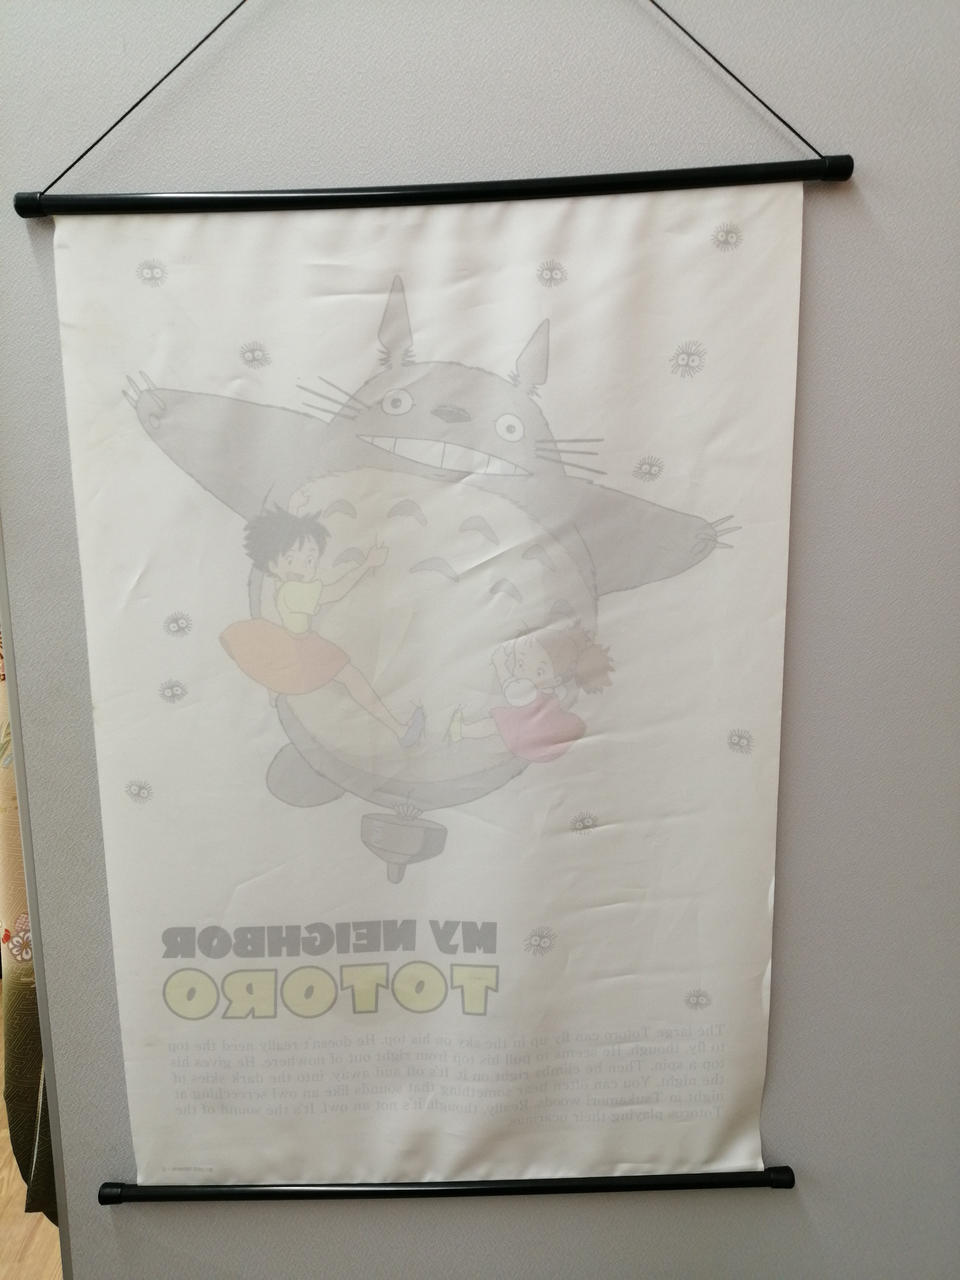 MY NEIGHBOR
TOTORO
The large Totoro can fly up in the sky on his top. He doesn't really need the top
to fly, though. He seems to pull his top from right out of nowhere. He gives his
top a spin. Then he climbs right on it. It's off and away, into the dark skies of
the night. You can often hear something that sounds like an owl screeching at
night in Tsukamori woods. Really, though, it's not an owl. It's the sound of the
Totoros playing their ocarinas.